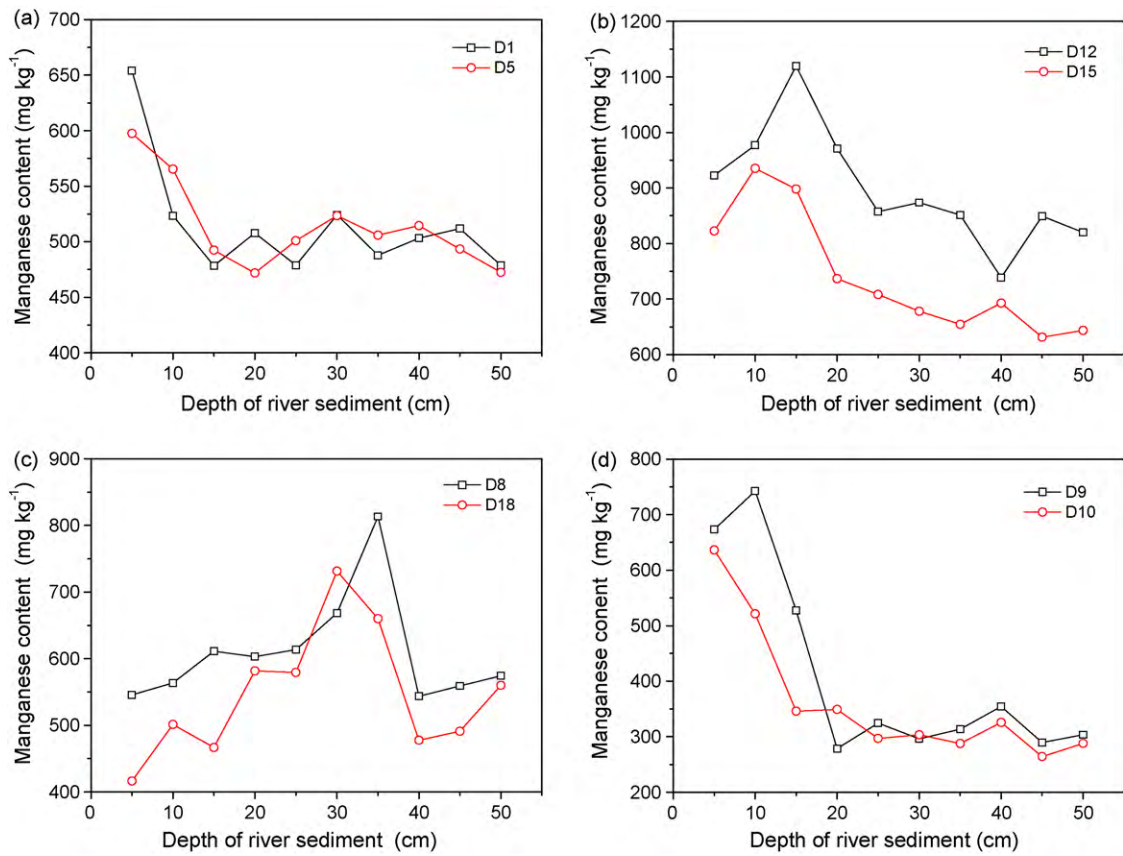 (a)
700
650
600
550
500
450
400
Manganese content (mg kg⁻¹)
D1
D5
0 10 20 30 40 50
Depth of river sediment (cm)
(b)
1200
1100
1000
900
800
700
600
Manganese content (mg kg⁻¹)
D12
D15
0 10 20 30 40 50
Depth of river sediment (cm)
(c)
900
800
700
600
500
400
Manganese content (mg kg⁻¹)
D8
D18
0 10 20 30 40 50
Depth of river sediment (cm)
(d)
800
700
600
500
400
300
200
Manganese conent (mg kg⁻¹)
D9
D10
0 10 20 30 40 50
Depth of river sediment (cm)